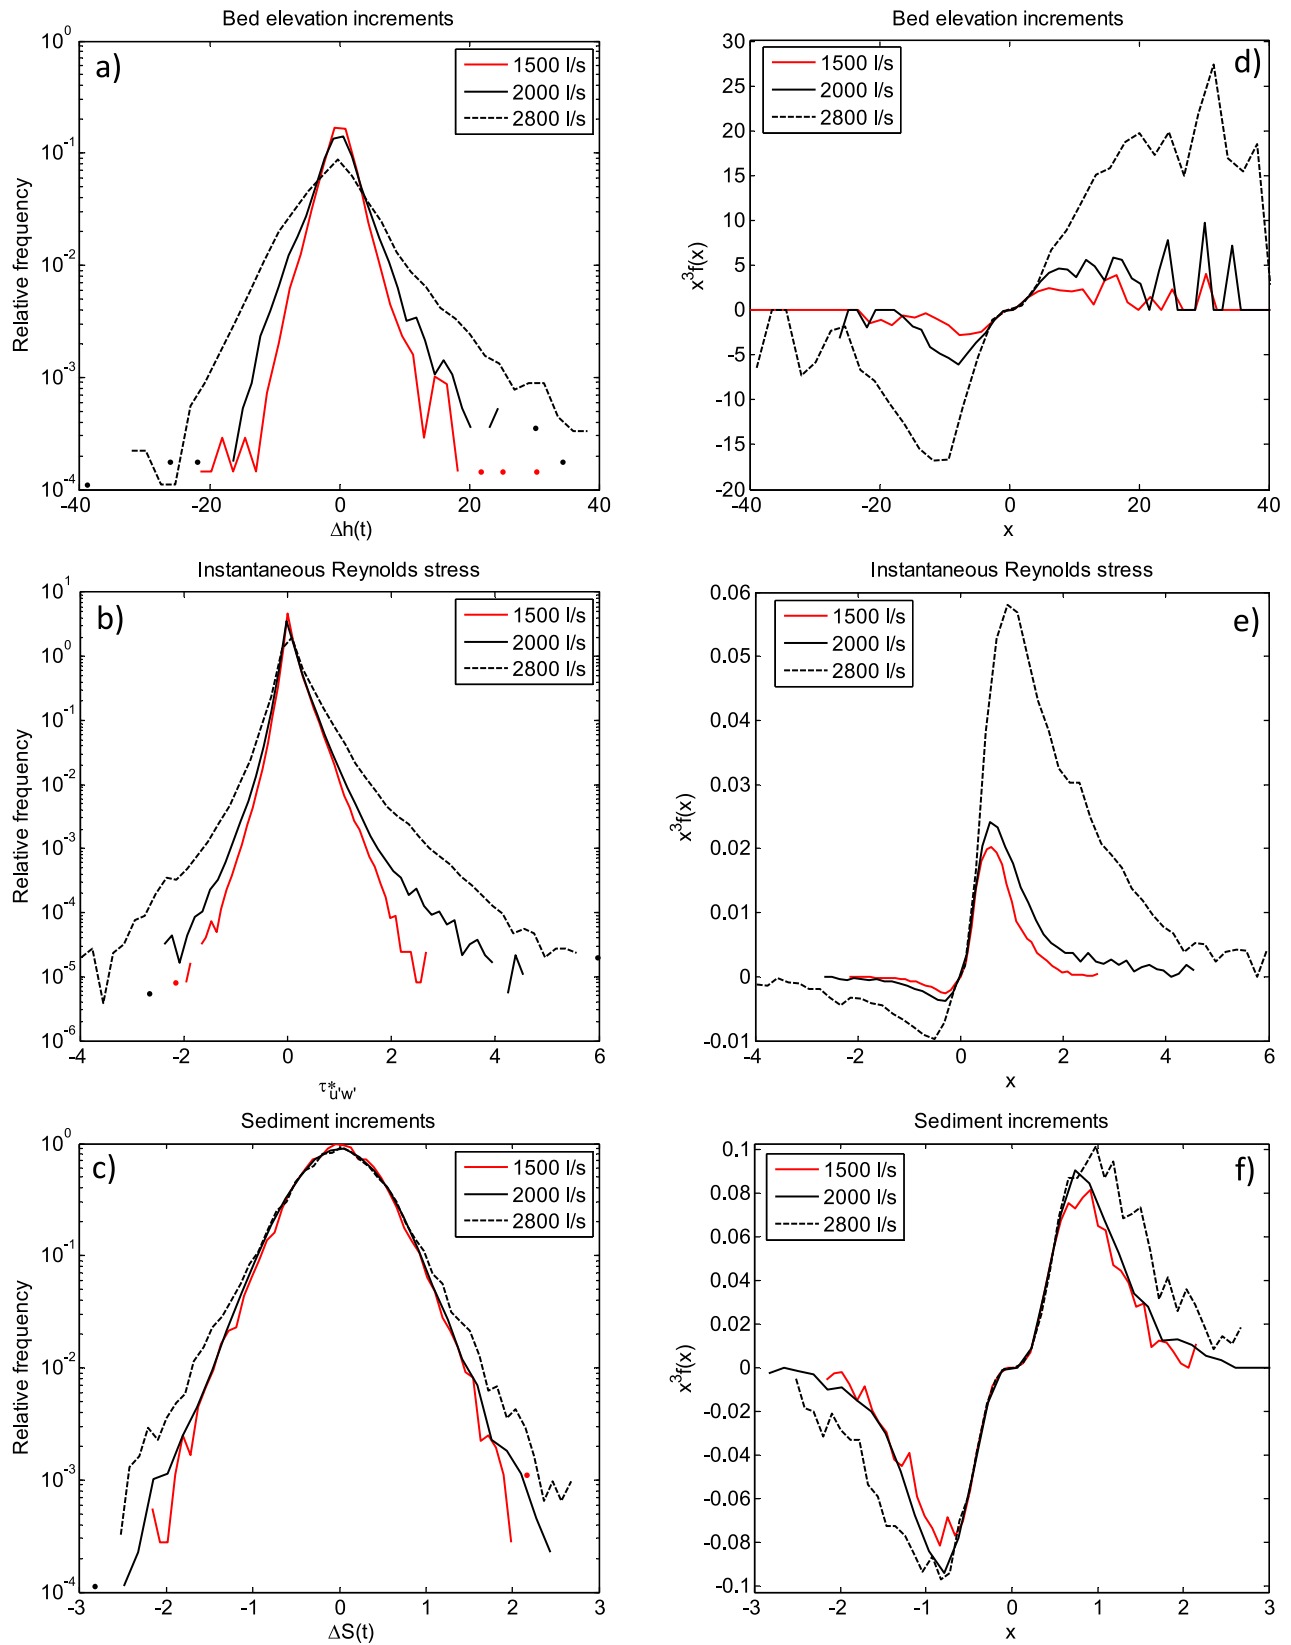 Bed elevation increments
a)
1500 l/s
2000 l/s
2800 l/s
Relative frequency
10^0
10^-1
10^-2
10^-3
10^-4
-40 -20 0 20 40
Δh(t)
Bed elevation increments
d)
1500 l/s
2000 l/s
2800 l/s
x^3f(x)
30
25
20
15
10
5
0
-5
-10
-15
-20
-40 -20 0 20 40
x
Instantaneous Reynolds stress
b)
1500 l/s
2000 l/s
2800 l/s
Relative frequency
10^1
10^0
10^-1
10^-2
10^-3
10^-4
10^-5
10^-6
-4 -2 0 2 4 6
τ*u'w'
Instantaneous Reynolds stress
e)
1500 l/s
2000 l/s
2800 l/s
x^3f(x)
0.06
0.05
0.04
0.03
0.02
0.01
0
-0.01
-4 -2 0 2 4 6
x
Sediment increments
c)
1500 l/s
2000 l/s
2800 l/s
Relative frequency
10^0
10^-1
10^-2
10^-3
10^-4
-3 -2 -1 0 1 2 3
ΔS(t)
Sediment increments
f)
1500 l/s
2000 l/s
2800 l/s
x^3f(x)
0.1
0.08
0.06
0.04
0.02
0
-0.02
-0.04
-0.06
-0.08
-0.1
-3 -2 -1 0 1 2 3
x